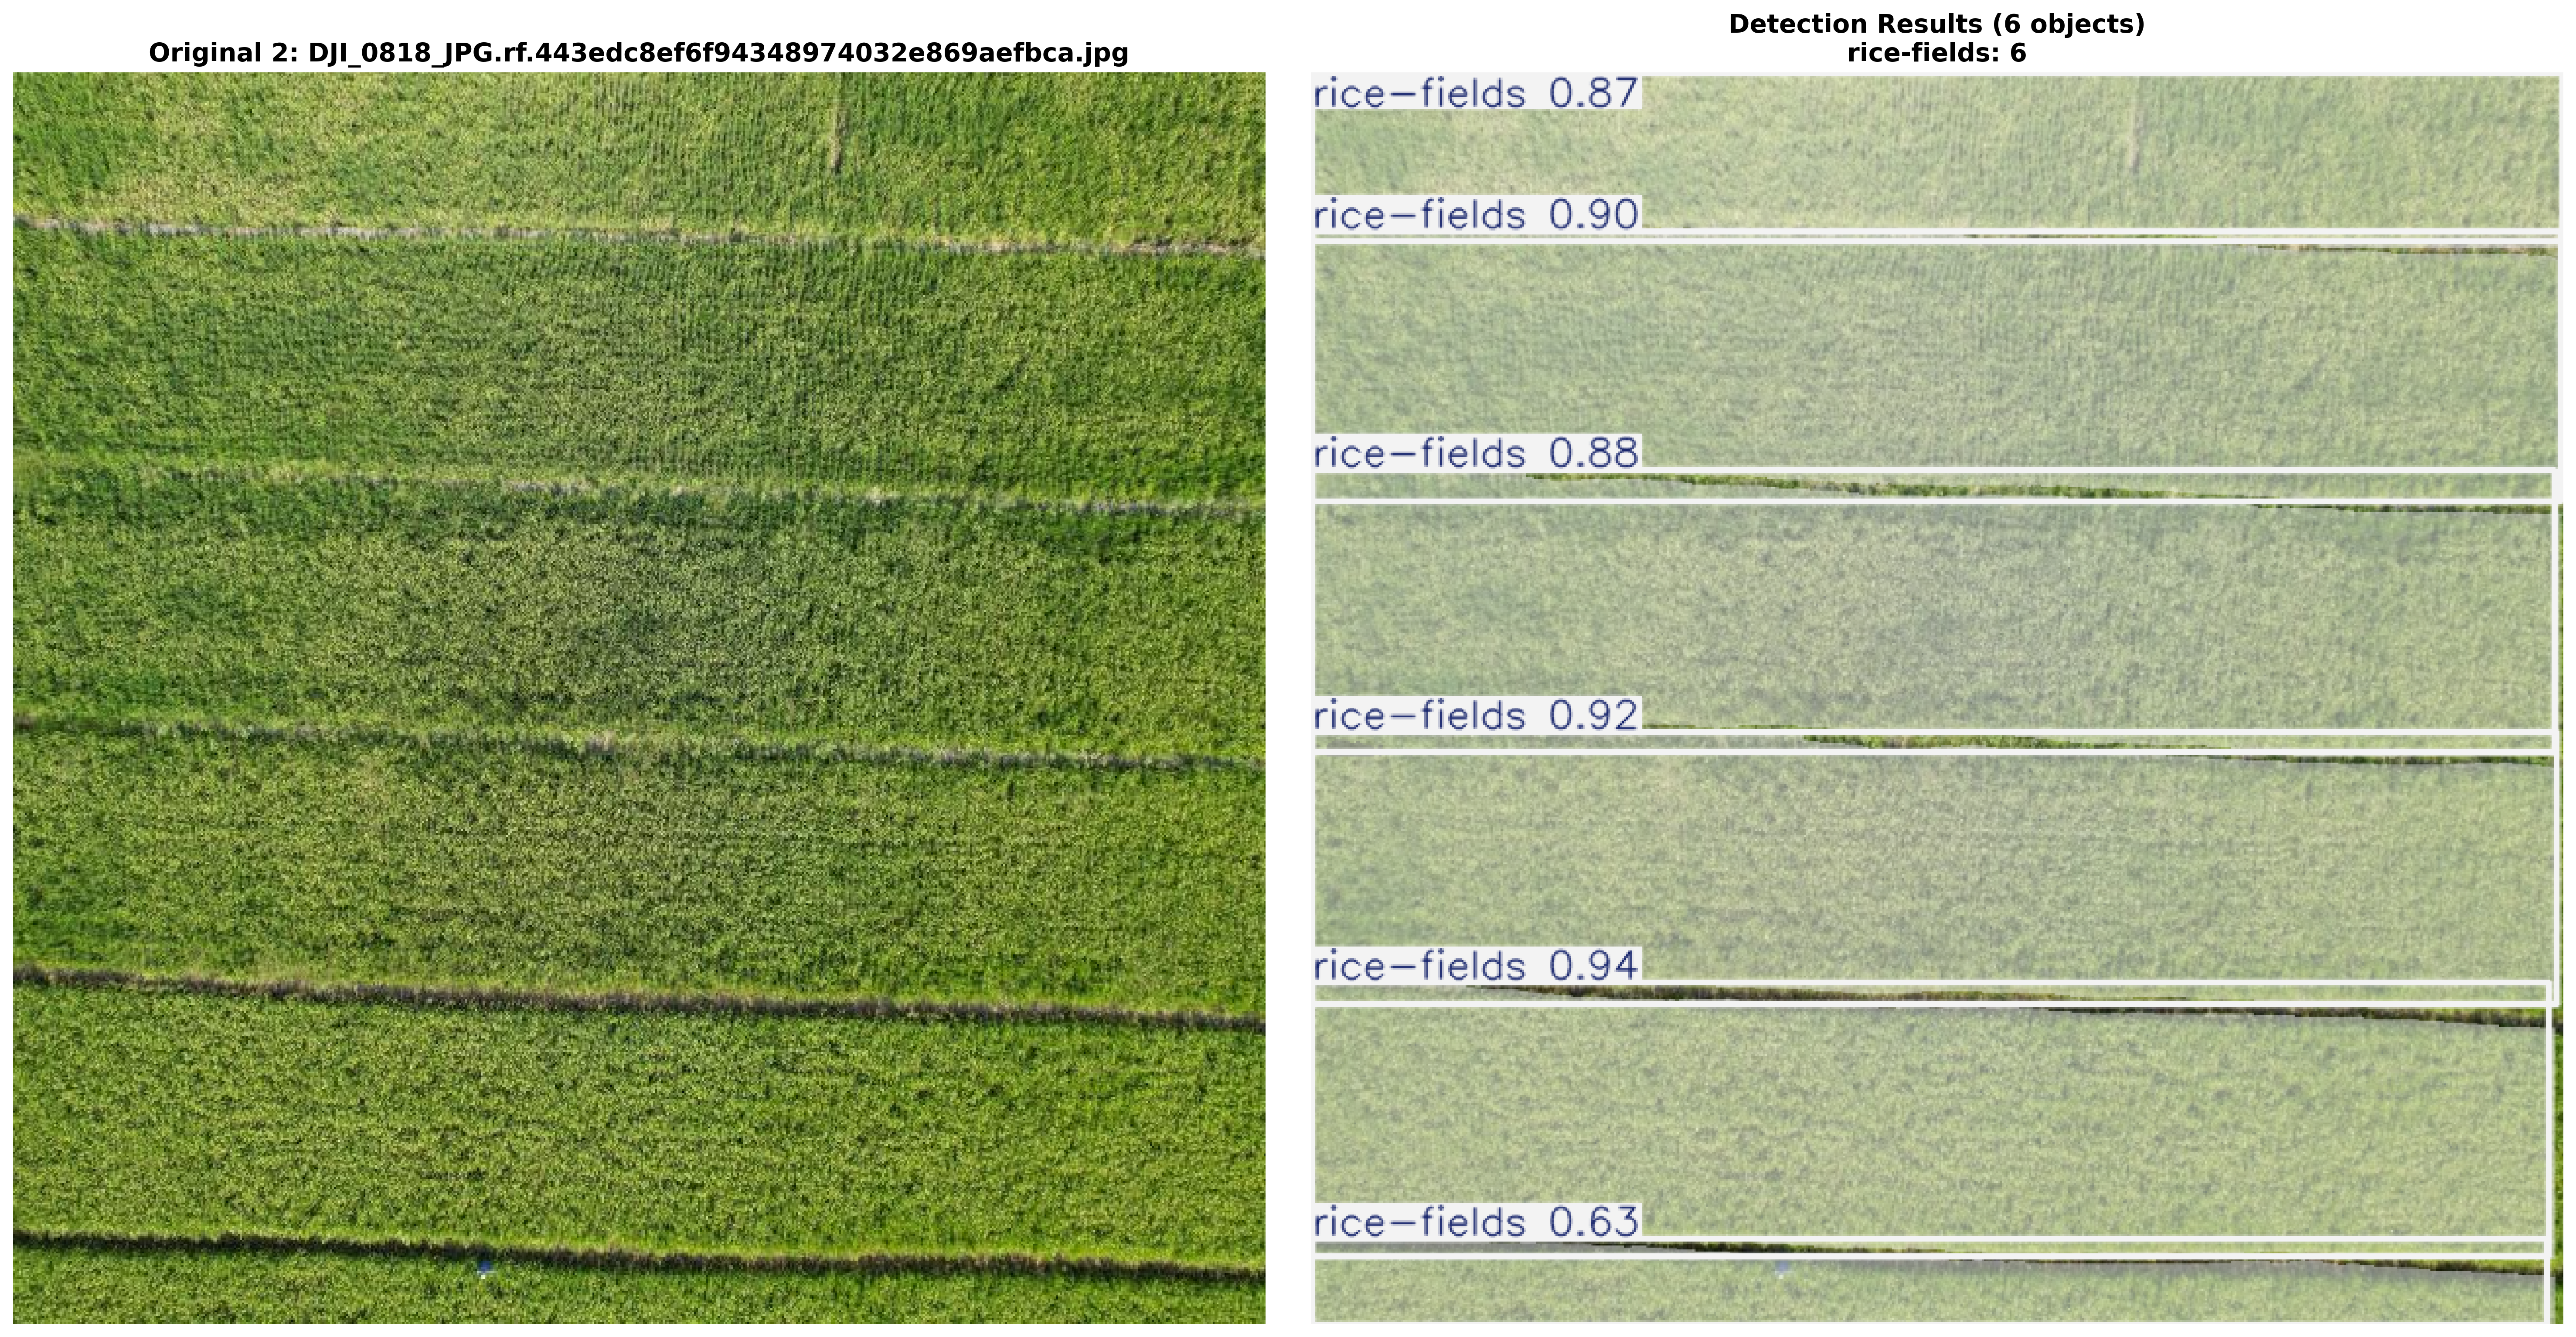 Original 2: DJI_0818_JPG.rf.443edc8ef6f94348974032e869aefbca.jpg
Detection Results (6 objects)
rice-fields: 6
rice-fields 0.87
rice-fields 0.90
rice-fields 0.88
rice-fields 0.92
rice-fields 0.94
rice-fields 0.63